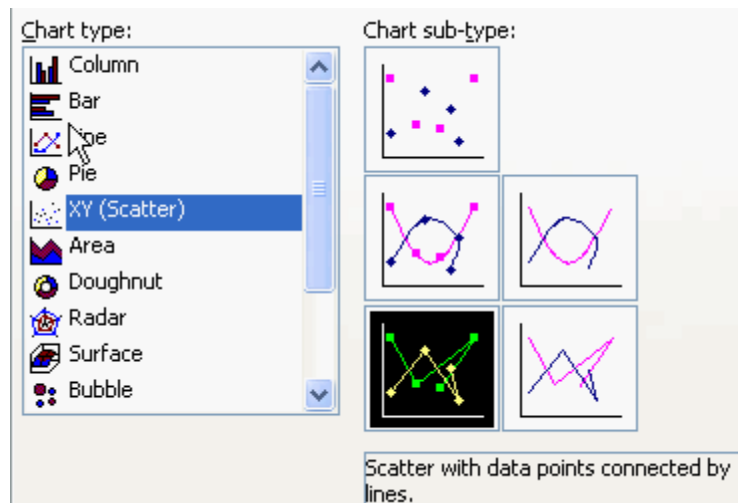 Chart type:
Column
Bar
Pie
XY (Scatter)
Area
Doughnut
Radar
Surface
Bubble
Chart sub-type:
Scatter with data points connected by
lines.